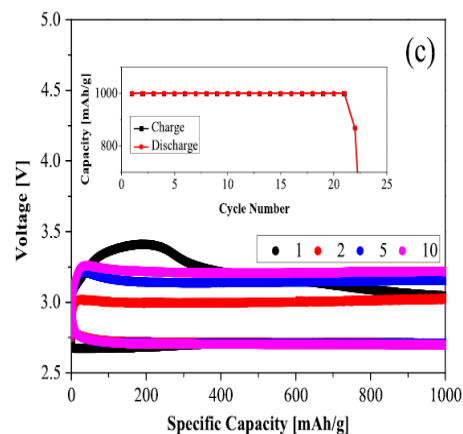 (c)
5.0
4.5
4.0
3.5
3.0
2.5
Voltage [V]
1000
800
Capacity [mAh/g]
Charge
Discharge
0 5 10 15 20 25
Cycle Number
1 2 5 10
0 200 400 600 800 1000
Specific Capacity [mAh/g]